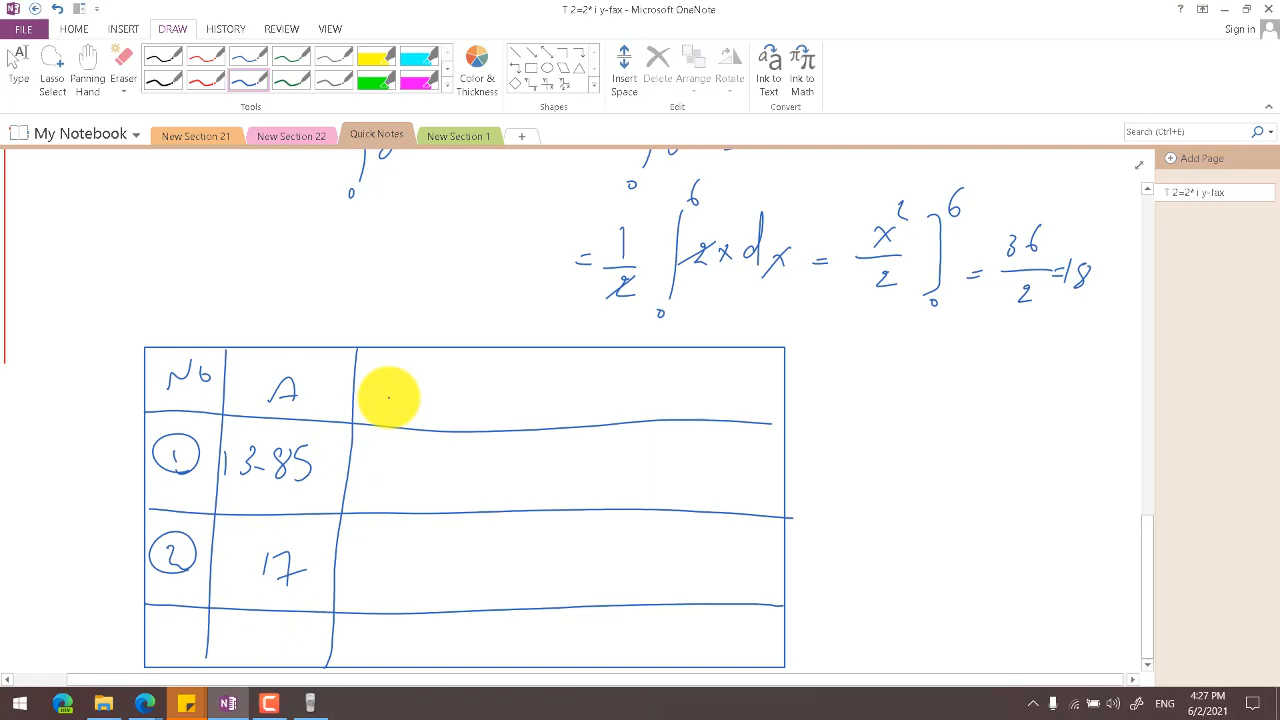 T 2=2* i y-fax - Microsoft OneNote
Sign in
FILE HOME INSERT DRAW HISTORY REVIEW VIEW
Type Lasso Select Panning Hand Eraser Color & Thickness Insert Space Delete Arrange Rotate Ink to Text Ink to Math
Tools Shapes Edit Convert
My Notebook New Section 21 New Section 22 Quick Notes New Section 1 Search (Ctrl+E)
Add Page
T 2=2* i y-fax
0 0
= 1/2 ∫₀⁶ 2x dx = x²/2 ]₀⁶ = 36/2 = 18
No A
1 13-85
2 17
4:27 PM
ENG
6/2/2021